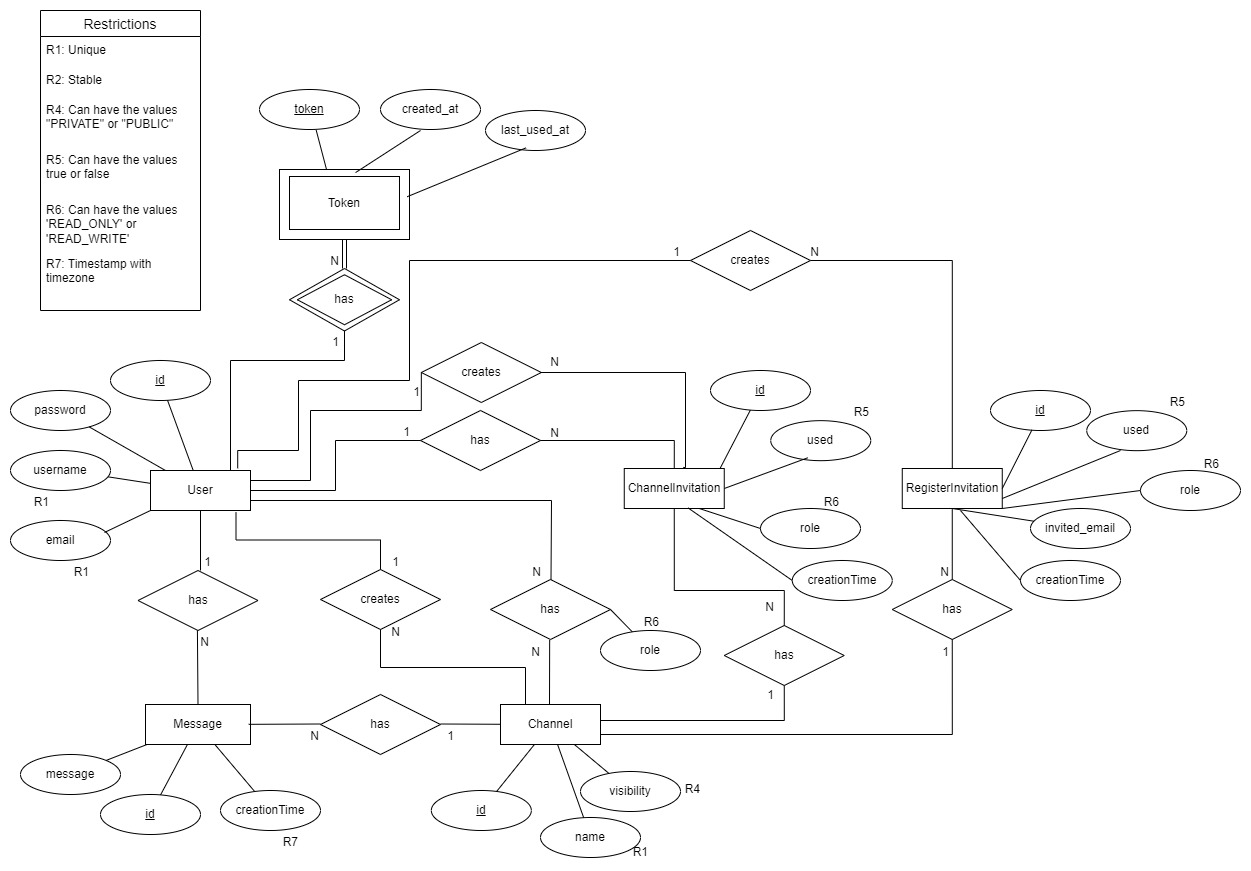 Restrictions
R1: Unique
R2: Stable
R4: Can have the values
"PRIVATE" or "PUBLIC"
R5: Can have the values
true or false
R6: Can have the values
'READ_ONLY' or
'READ_WRITE'
R7: Timestamp with
timezone
token
created_at
last_used_at
Token
N
has
1
1
creates
N
creates
N
1
1
has
N
id
password
username
R1
email
R1
User
id
used
R5
ChannelInvitation
R6
role
creationTime
id
R5
used
RegisterInvitation
R6
role
invited_email
creationTime
1
has
N
1
creates
N
N
has
N
R6
role
N
has
1
N
has
1
Message
N
has
1
Channel
message
id
creationTime
R7
id
visibility
R4
name
R1